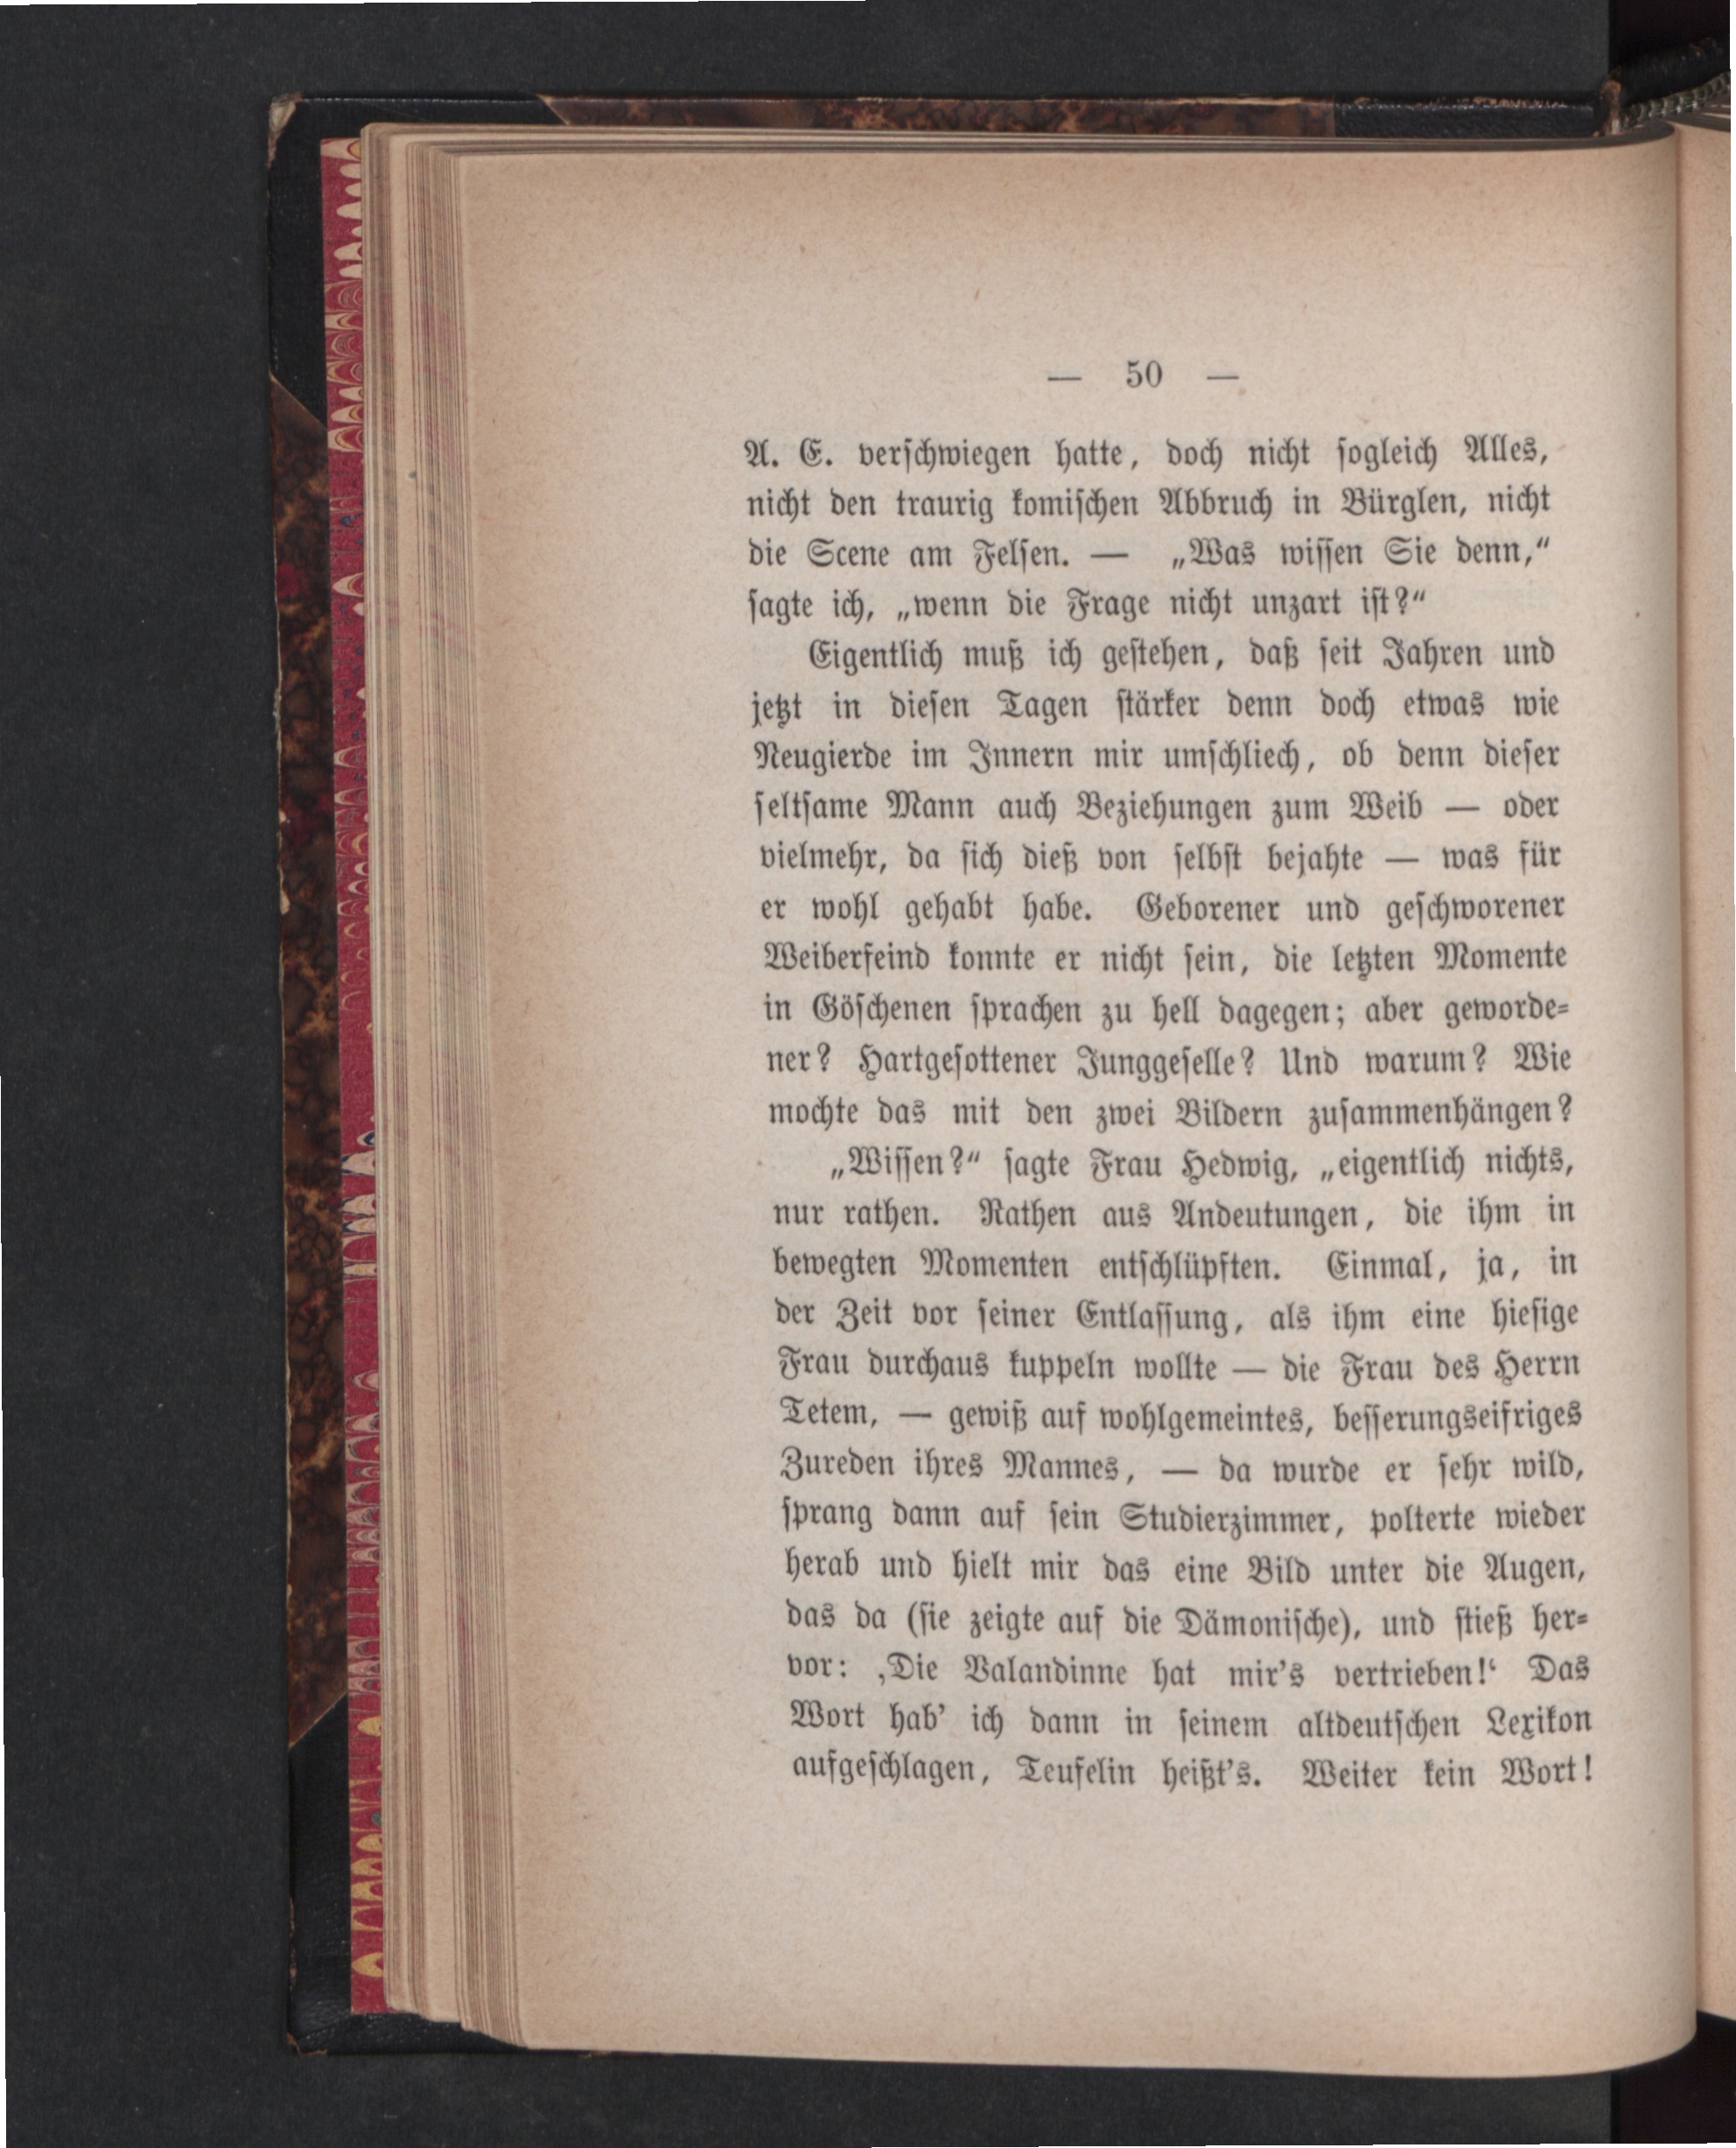 — 50 —
A. E. verschwiegen hatte, doch nicht sogleich Alles,
nicht den traurig komischen Abbruch in Bürglen, nicht
die Scene am Felsen. — „Was wissen Sie denn,“
sagte ich, „wenn die Frage nicht unzart ist?“
Eigentlich muß ich gestehen, daß seit Jahren und
jetzt in diesen Tagen stärker denn doch etwas wie
Neugierde im Innern mir umschliech, ob denn dieser
seltsame Mann auch Beziehungen zum Weib — oder
vielmehr, da sich dieß von selbst bejahte — was für
er wohl gehabt habe. Geborener und geschworener
Weiberfeind konnte er nicht sein, die letzten Momente
in Göschenen sprachen zu hell dagegen; aber geworde-
ner? Hartgesottener Junggeselle? Und warum? Wie
mochte das mit den zwei Bildern zusammenhängen?
„Wissen?“ sagte Frau Hedwig, „eigentlich nichts,
nur rathen. Rathen aus Andeutungen, die ihm in
bewegten Momenten entschlüpften. Einmal, ja, in
der Zeit vor seiner Entlassung, als ihm eine hiesige
Frau durchaus kuppeln wollte — die Frau des Herrn
Tetem, — gewiß auf wohlgemeintes, besserungseifriges
Zureden ihres Mannes, — da wurde er sehr wild,
sprang dann auf sein Studierzimmer, polterte wieder
herab und hielt mir das eine Bild unter die Augen,
das da (sie zeigte auf die Dämonische), und stieß her-
vor: ‚Die Valandinne hat mir’s vertrieben!‘ Das
Wort hab’ ich dann in seinem altdeutschen Lexikon
aufgeschlagen, Teufelin heißt’s. Weiter kein Wort!